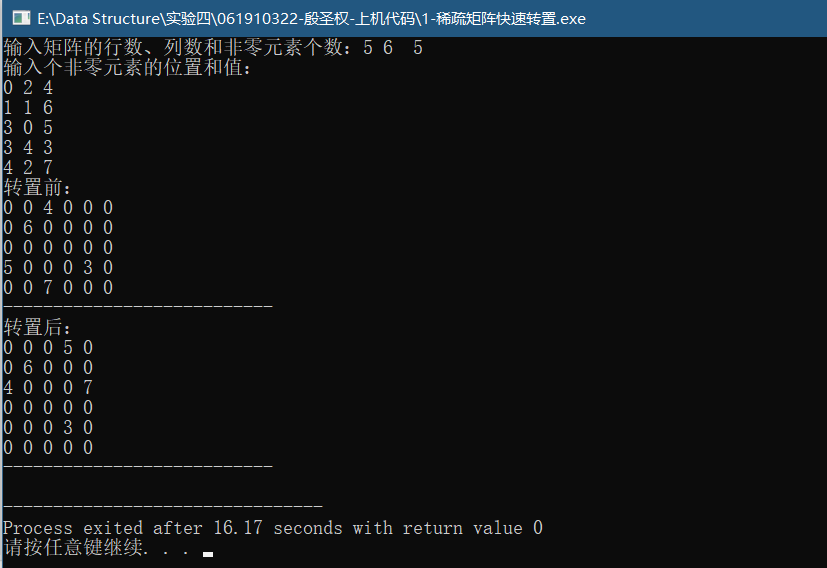 E:\Data Structure\实验四\061910322-殷圣权-上机代码\1-稀疏矩阵快速转置.exe
输入矩阵的行数、列数和非零元素个数：5 6  5
输入个非零元素的位置和值：
0 2 4
1 1 6
3 0 5
3 4 3
4 2 7
转置前：
0 0 4 0 0 0
0 6 0 0 0 0
0 0 0 0 0 0
5 0 0 0 3 0
0 0 7 0 0 0
---------------------------
转置后：
0 0 0 5 0
0 6 0 0 0
4 0 0 0 7
0 0 0 0 0
0 0 0 3 0
0 0 0 0 0
---------------------------
--------------------------------
Process exited after 16.17 seconds with return value 0
请按任意键继续. . .